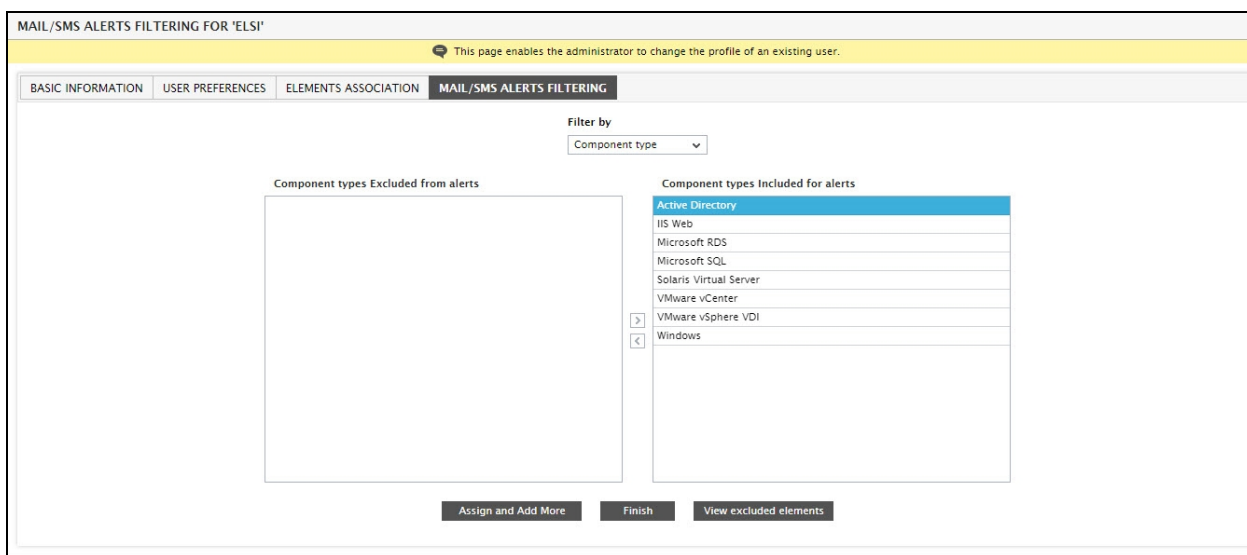 MAIL/SMS ALERTS FILTERING FOR 'ELSI'
This page enables the administrator to change the profile of an existing user.
BASIC INFORMATION USER PREFERENCES ELEMENTS ASSOCIATION MAIL/SMS ALERTS FILTERING
Filter by
Component type
Component types Excluded from alerts
Component types Included for alerts
Active Directory
IIS Web
Microsoft RDS
Microsoft SQL
Solaris Virtual Server
VMware vCenter
VMware vSphere VDI
Windows
>
<
Assign and Add More Finish View excluded elements